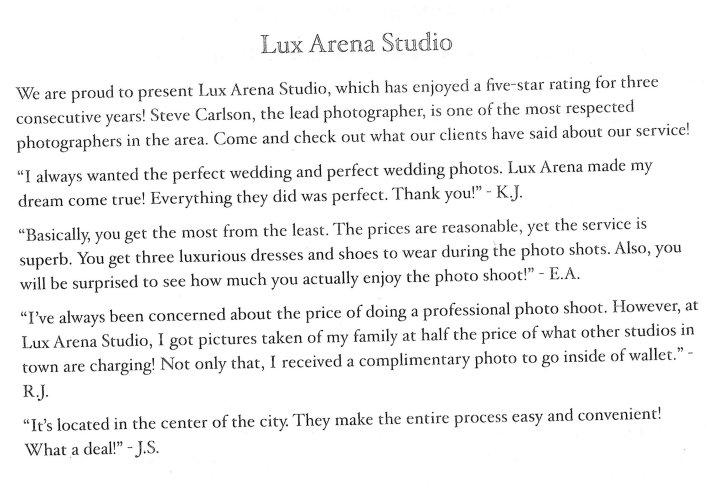 Lux Arena Studio
We are proud to present Lux Arena Studio, which has enjoyed a five-star rating for three
consecutive years! Steve Carlson, the lead photographer, is one of the most respected
photographers in the area. Come and check out what our clients have said about our service!
“I always wanted the perfect wedding and perfect wedding photos. Lux Arena made my
dream come true! Everything they did was perfect. Thank you!” - K.J.
“Basically, you get the most from the least. The prices are reasonable, yet the service is
superb. You get three luxurious dresses and shoes to wear during the photo shots. Also, you
will be surprised to see how much you actually enjoy the photo shoot!” - E.A.
“I’ve always been concerned about the price of doing a professional photo shoot. However, at
Lux Arena Studio, I got pictures taken of my family at half the price of what other studios in
town are charging! Not only that, I received a complimentary photo to go inside of wallet.” -
R.J.
“It’s located in the center of the city. They make the entire process easy and convenient!
What a deal!” - J.S.